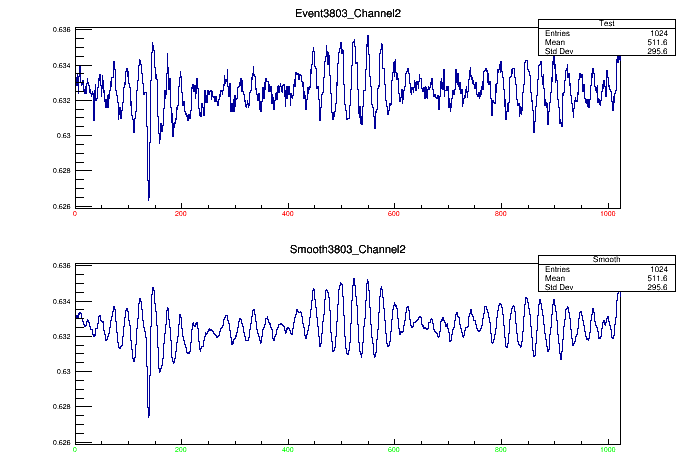 Event3803_Channel2
Test
Entries 1024
Mean 511.6
Std Dev 295.6
0.636
0.634
0.632
0.63
0.628
0.626
0 200 400 600 800 1000
Smooth3803_Channel2
Smooth
Entries 1024
Mean 511.6
Std Dev 295.6
0.636
0.634
0.632
0.63
0.628
0.626
0 200 400 600 800 1000